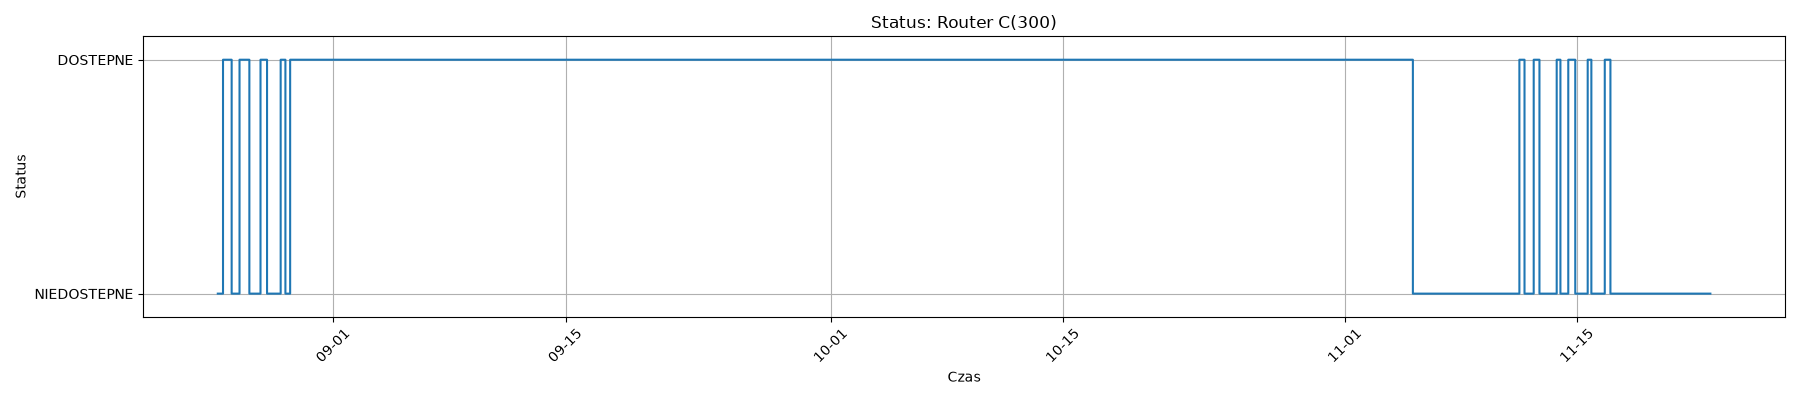 Status: Router C(300)
DOSTEPNE
Status
NIEDOSTEPNE
09-01
09-15
10-01
10-15
11-01
11-15
Czas